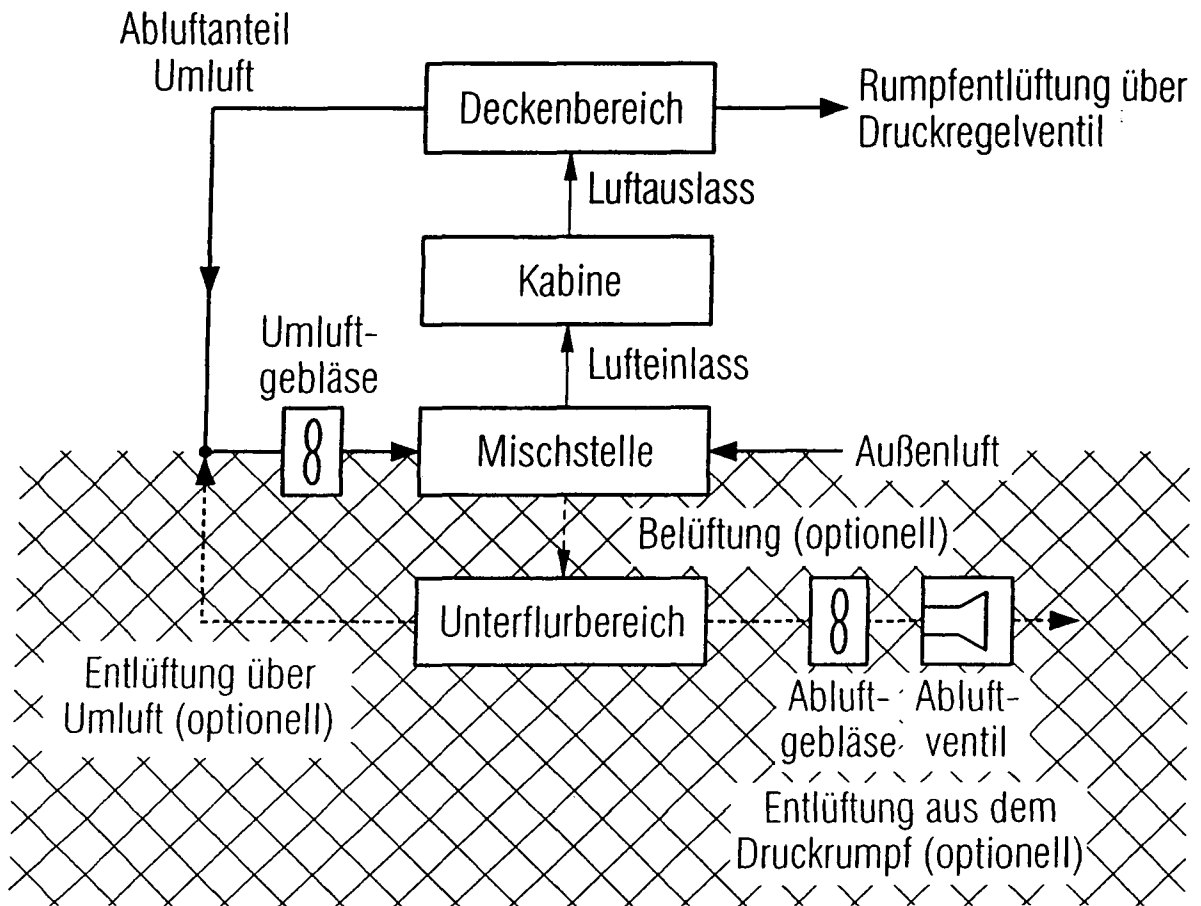 Abluftanteil
Umluft
Deckenbereich
Rumpfentlüftung über
Druckregelventil
Luftauslass
Kabine
Umluft-
gebläse
Lufteinlass
Mischstelle
Außenluft
Belüftung (optionell)
Unterflurbereich
Entlüftung über
Umluft (optionell)
Abluft-
gebläse
Abluft-
ventil
Entlüftung aus dem
Druckrumpf (optionell)